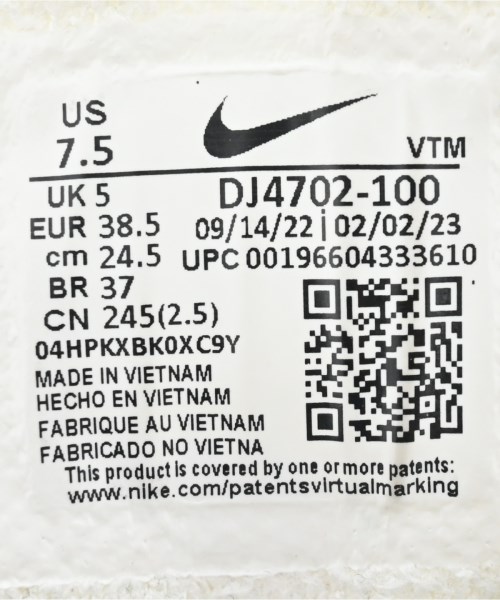 US
7.5
VTM
UK 5
DJ4702-100
EUR 38.5
09/14/22 | 02/02/23
cm 24.5
UPC 00196604333610
BR 37
CN 245(2.5)
04HPKXBK0XC9Y
MADE IN VIETNAM
HECHO EN VIETNAM
FABRIQUE AU VIETNAM
FABRICADO NO VIETNA
This product is covered by one or more patents:
www.nike.com/patentsvirtualmarking